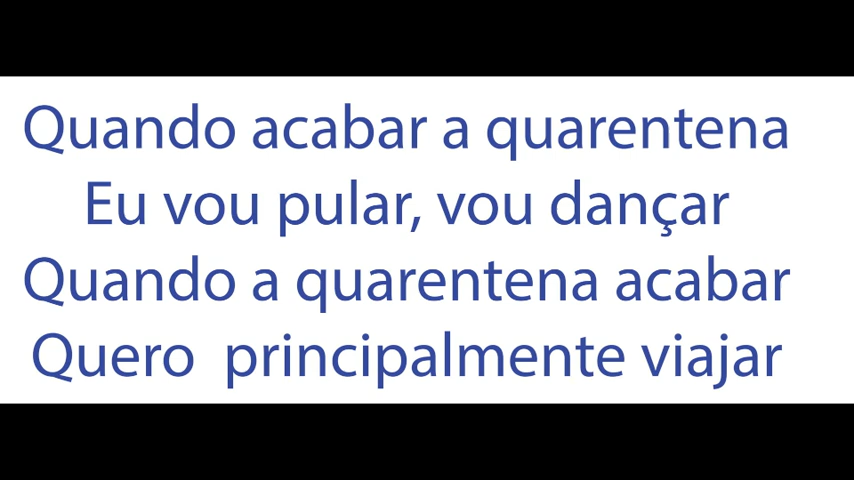 Quando acabar a quarentena
Eu vou pular, vou dançar
Quando a quarentena acabar
Quero  principalmente viajar